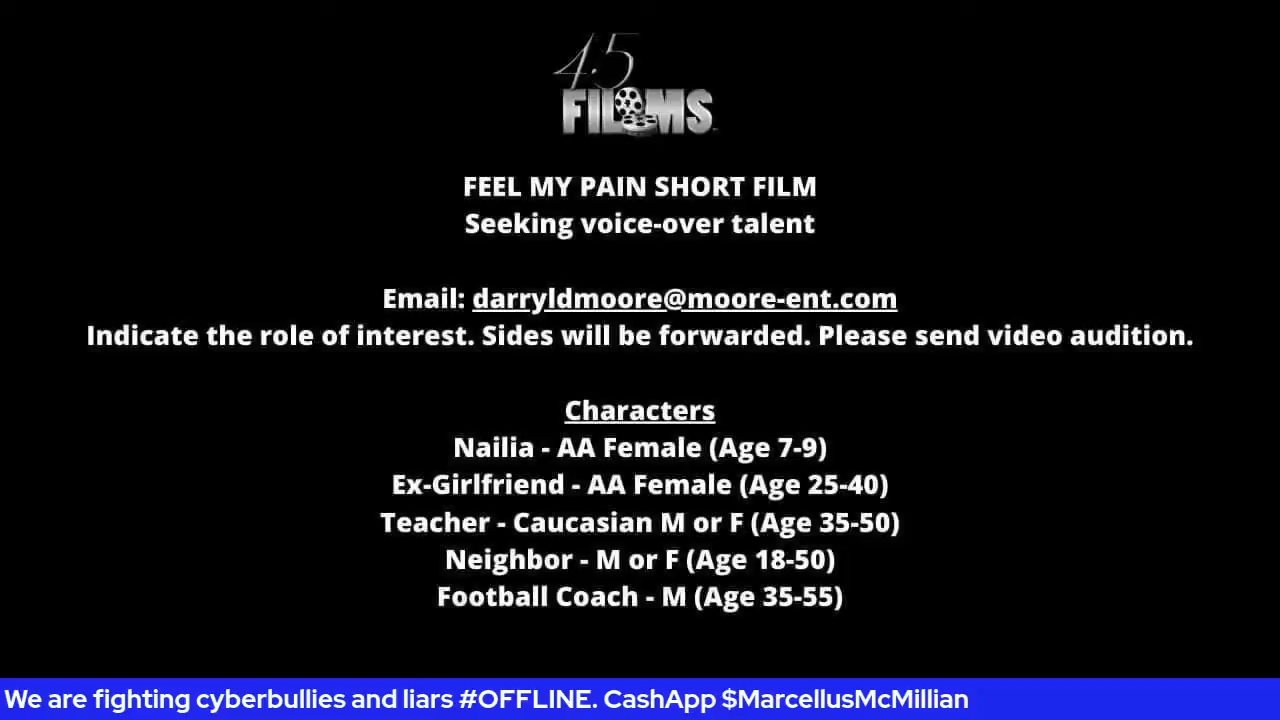 4.5
FILMS
FEEL MY PAIN SHORT FILM
Seeking voice-over talent
Email: darryldmoore@moore-ent.com
Indicate the role of interest. Sides will be forwarded. Please send video audition.
Characters
Nailia - AA Female (Age 7-9)
Ex-Girlfriend - AA Female (Age 25-40)
Teacher - Caucasian M or F (Age 35-50)
Neighbor - M or F (Age 18-50)
Football Coach - M (Age 35-55)
We are fighting cyberbullies and liars #OFFLINE. CashApp $MarcellusMcMillian